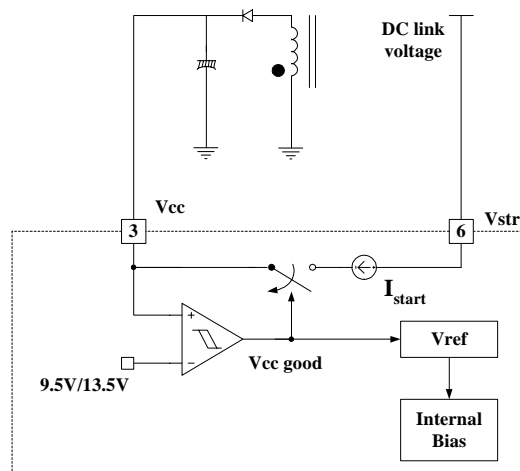 DC link
voltage
Vcc
3
6
Vstr
Istart
+
−
Vcc good
9.5V/13.5V
Vref
Internal
Bias